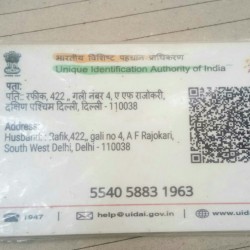 भारतीय विशिष्ट पहचान प्राधिकरण
Unique Identification Authority of India
पता:
पति: रफीक, 422, गली नंबर 4, ए एफ राजोकरी,
दक्षिण पश्चिम दिल्ली, दिल्ली - 110038
Address:
Husband: Rafik,422, gali no 4, A F Rajokari,
South West Delhi, Delhi - 110038
5540 5883 1963
1947
help@uidai.gov.in
www.uid